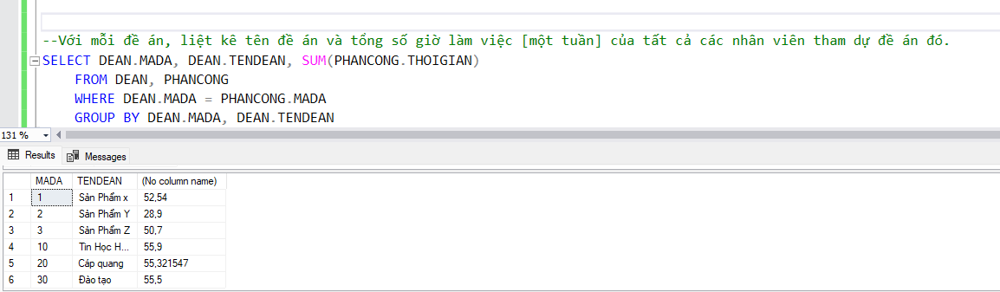 --Với mỗi đề án, liệt kê tên đề án và tổng số giờ làm việc [một tuần] của tất cả các nhân viên tham dự đề án đó.
SELECT DEAN.MADA, DEAN.TENDEAN, SUM(PHANCONG.THOIGIAN)
FROM DEAN, PHANCONG
WHERE DEAN.MADA = PHANCONG.MADA
GROUP BY DEAN.MADA, DEAN.TENDEAN
131 %
Results Messages
MADA TENDEAN (No column name)
1 1 Sản Phẩm x 52,54
2 2 Sản Phẩm Y 28,9
3 3 Sản Phẩm Z 50,7
4 10 Tin Học H... 55,9
5 20 Cáp quang 55,321547
6 30 Đào tạo 55,5